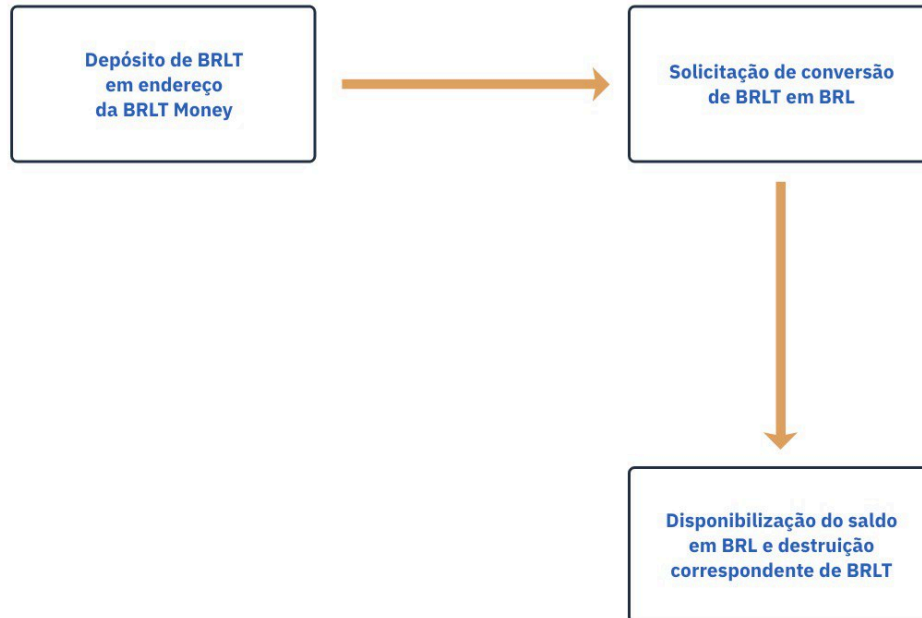 Depósito de BRLT
em endereço
da BRLT Money
Solicitação de conversão
de BRLT em BRL
Disponibilização do saldo
em BRL e destruição
correspondente de BRLT